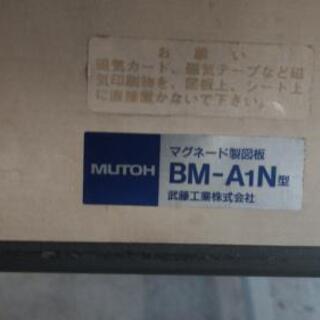 お願い
磁気カード、磁気テープなど磁
気印刷物を、図板上、シート上
に直接置かないで下さい。
MUTOH
マグネード製図板
BM-A1N型
武藤工業株式会社